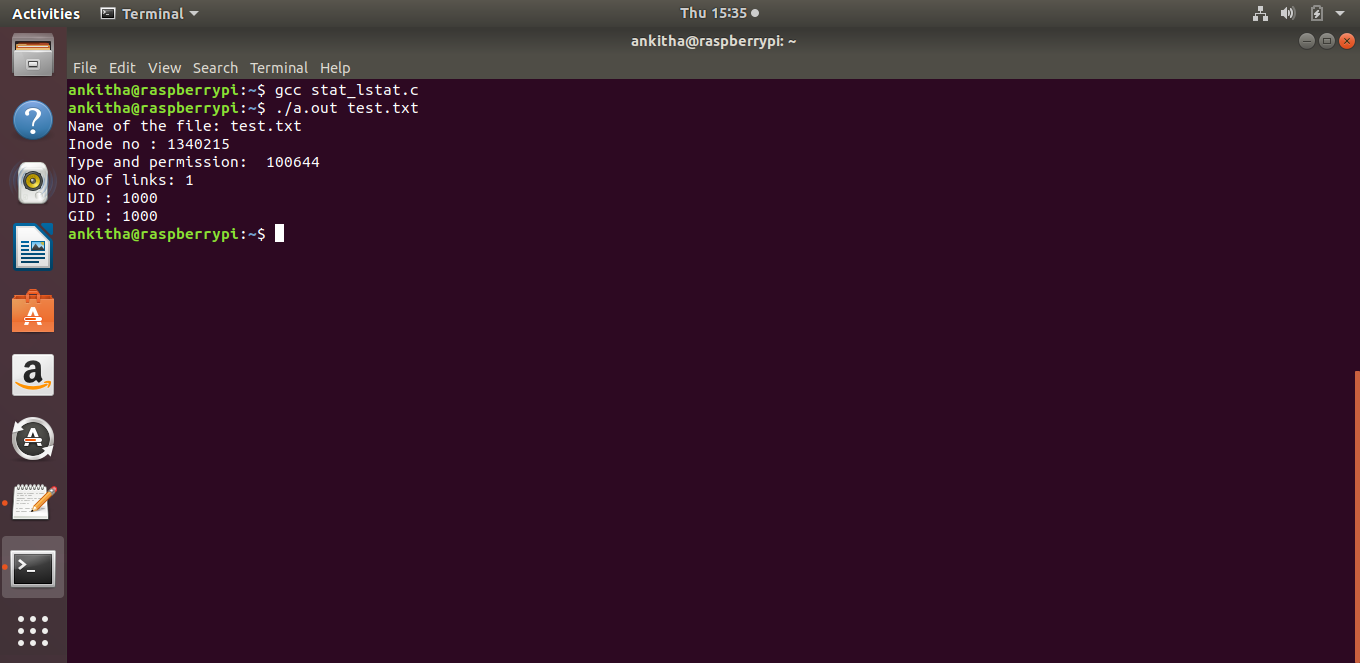 Activities Terminal Thu 15:35
ankitha@raspberrypi: ~
File Edit View Search Terminal Help
ankitha@raspberrypi:~$ gcc stat_lstat.c
ankitha@raspberrypi:~$ ./a.out test.txt
Name of the file: test.txt
Inode no : 1340215
Type and permission:  100644
No of links: 1
UID : 1000
GID : 1000
ankitha@raspberrypi:~$